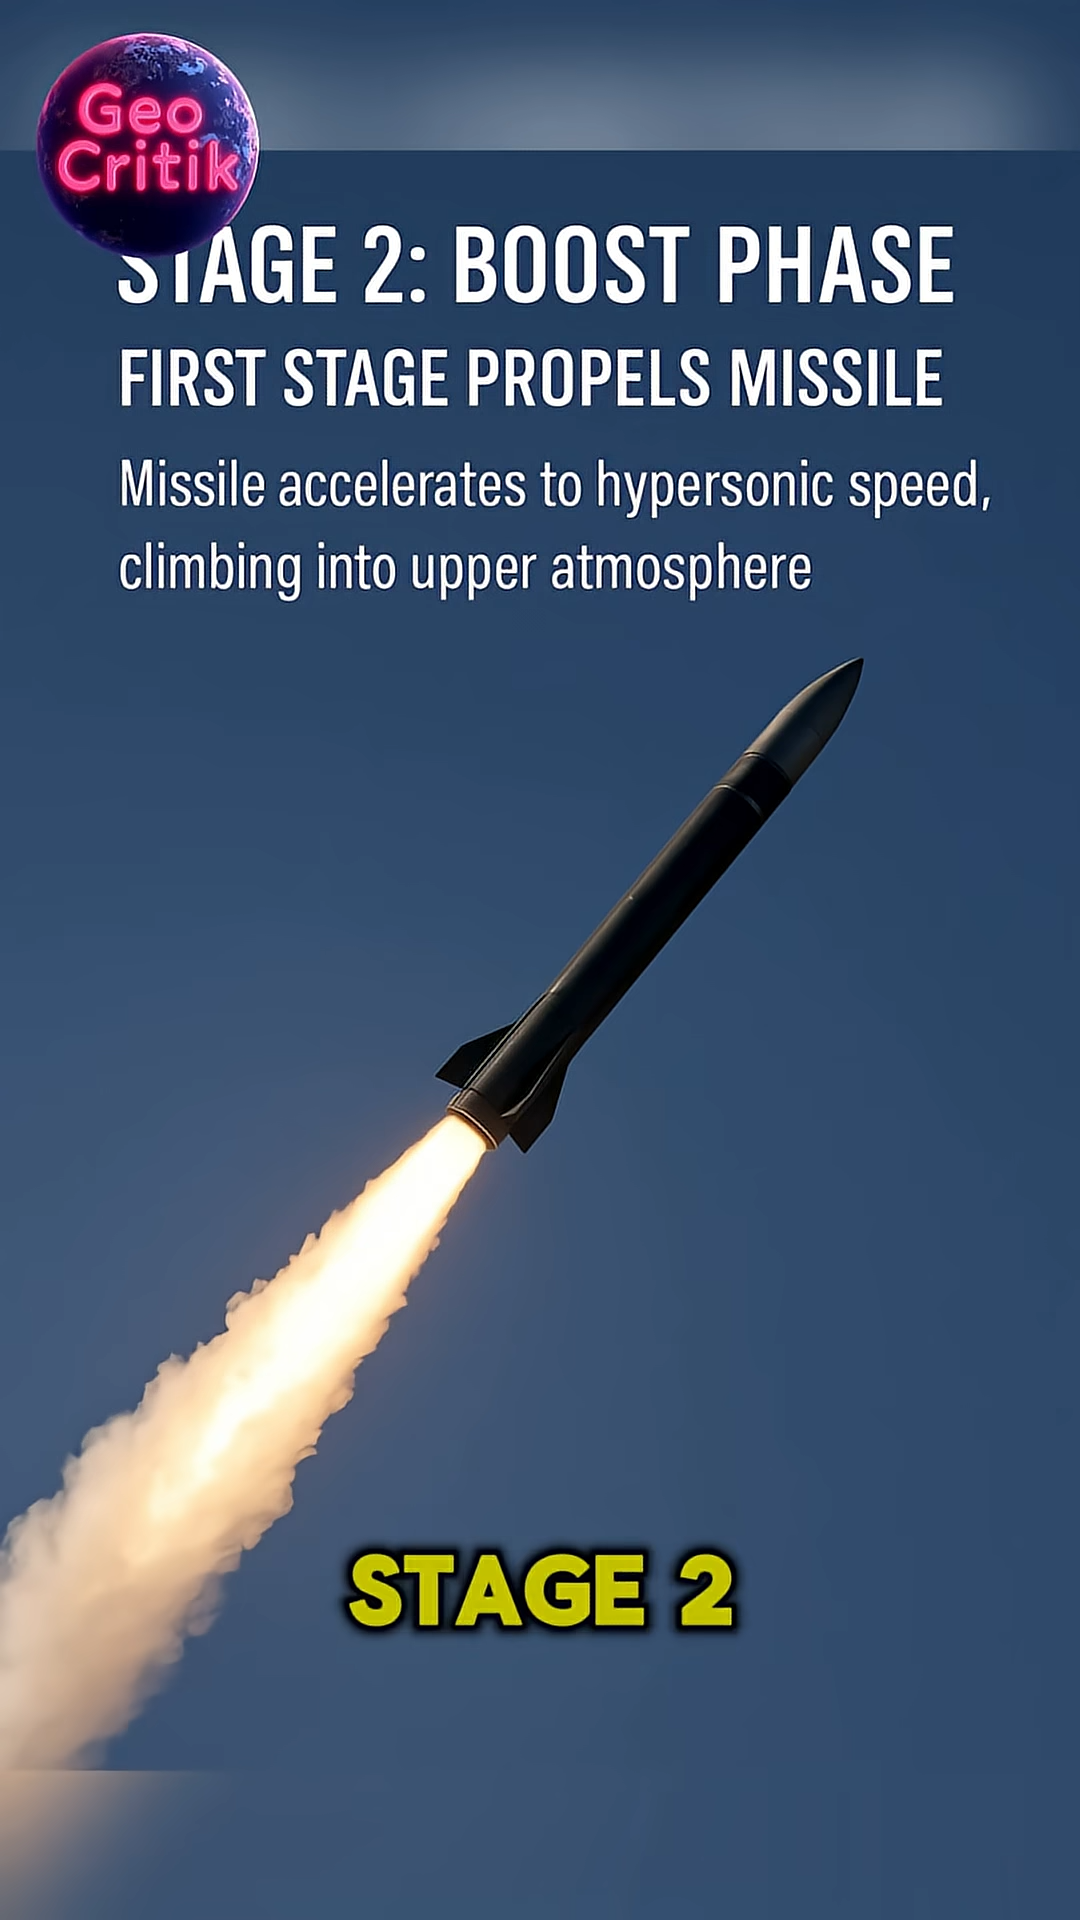 Geo
Critik
STAGE 2: BOOST PHASE
FIRST STAGE PROPELS MISSILE
Missile accelerates to hypersonic speed,
climbing into upper atmosphere
STAGE 2